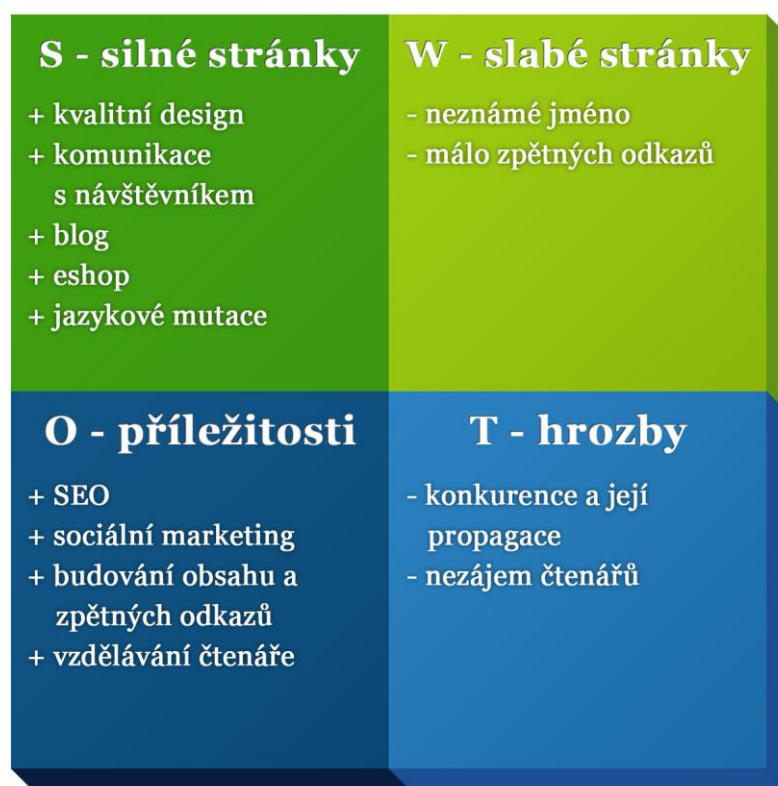 S - silné stránky
+ kvalitní design
+ komunikace
s návštěvníkem
+ blog
+ eshop
+ jazykové mutace
W - slabé stránky
- neznámé jméno
- málo zpětných odkazů
O - příležitosti
+ SEO
+ sociální marketing
+ budování obsahu a
zpětných odkazů
+ vzdělávání čtenáře
T - hrozby
- konkurence a její
propagace
- nezájem čtenářů